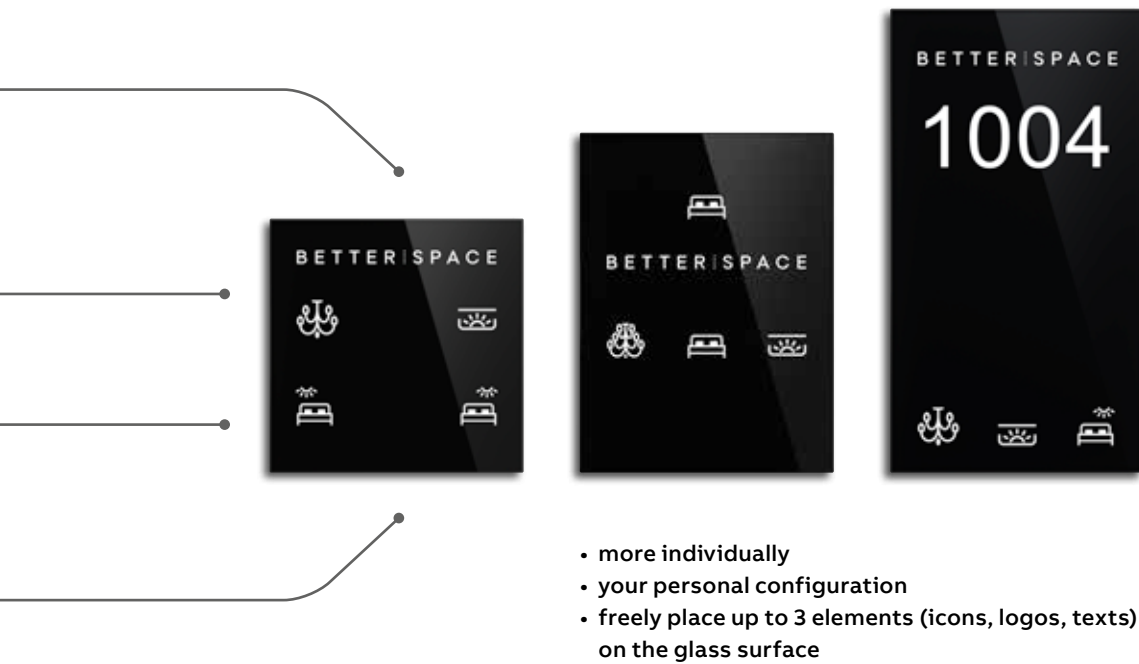 BETTER|SPACE
BETTER|SPACE
BETTER|SPACE
1004
• more individually
• your personal configuration
• freely place up to 3 elements (icons, logos, texts)
on the glass surface